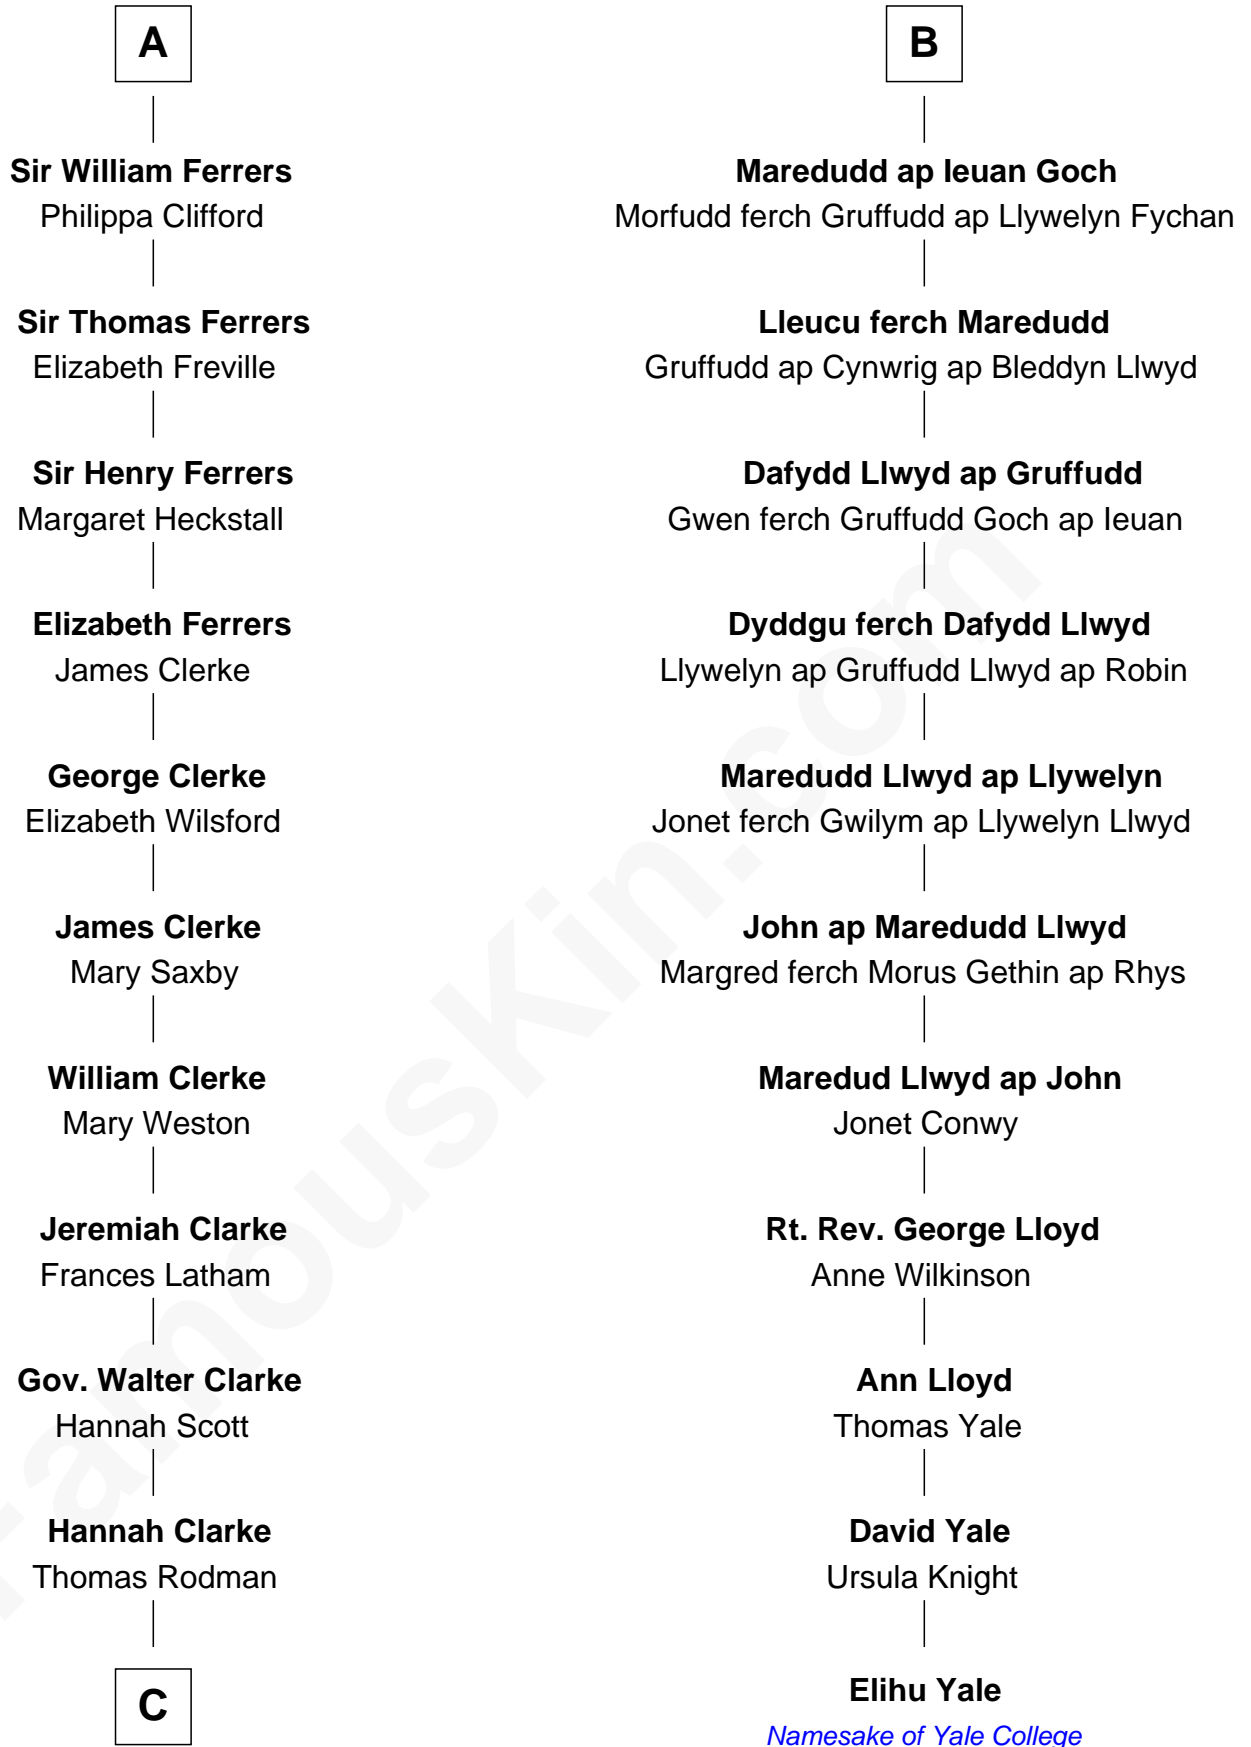 A
Sir William Ferrers
Philippa Clifford
Sir Thomas Ferrers
Elizabeth Freville
Sir Henry Ferrers
Margaret Heckstall
Elizabeth Ferrers
James Clerke
George Clerke
Elizabeth Wilsford
James Clerke
Mary Saxby
William Clerke
Mary Weston
Jeremiah Clarke
Frances Latham
Gov. Walter Clarke
Hannah Scott
Hannah Clarke
Thomas Rodman
C
B
Maredudd ap Ieuan Goch
Morfudd ferch Gruffudd ap Llywelyn Fychan
Lleucu ferch Maredudd
Gruffudd ap Cynwrig ap Bleddyn Llwyd
Dafydd Llwyd ap Gruffudd
Gwen ferch Gruffudd Goch ap Ieuan
Dyddgu ferch Dafydd Llwyd
Llywelyn ap Gruffudd Llwyd ap Robin
Maredudd Llwyd ap Llywelyn
Jonet ferch Gwilym ap Llywelyn Llwyd
John ap Maredudd Llwyd
Margred ferch Morus Gethin ap Rhys
Maredud Llwyd ap John
Jonet Conwy
Rt. Rev. George Lloyd
Anne Wilkinson
Ann Lloyd
Thomas Yale
David Yale
Ursula Knight
Elihu Yale
Namesake of Yale College
FamousKin.com